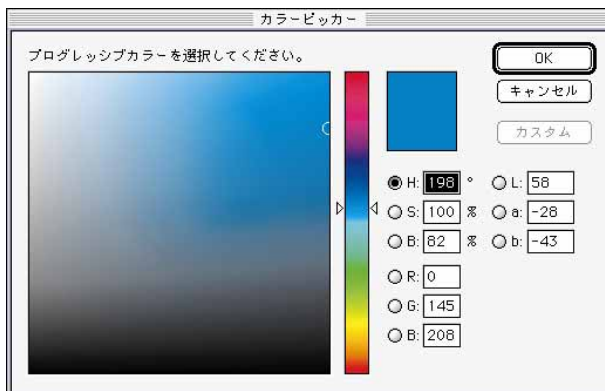 カラーピッカー
プログレッシブカラーを選択してください。
OK
キャンセル
カスタム
H: 198 °
S: 100 %
B: 82 %
R: 0
G: 145
B: 208
L: 58
a: -28
b: -43